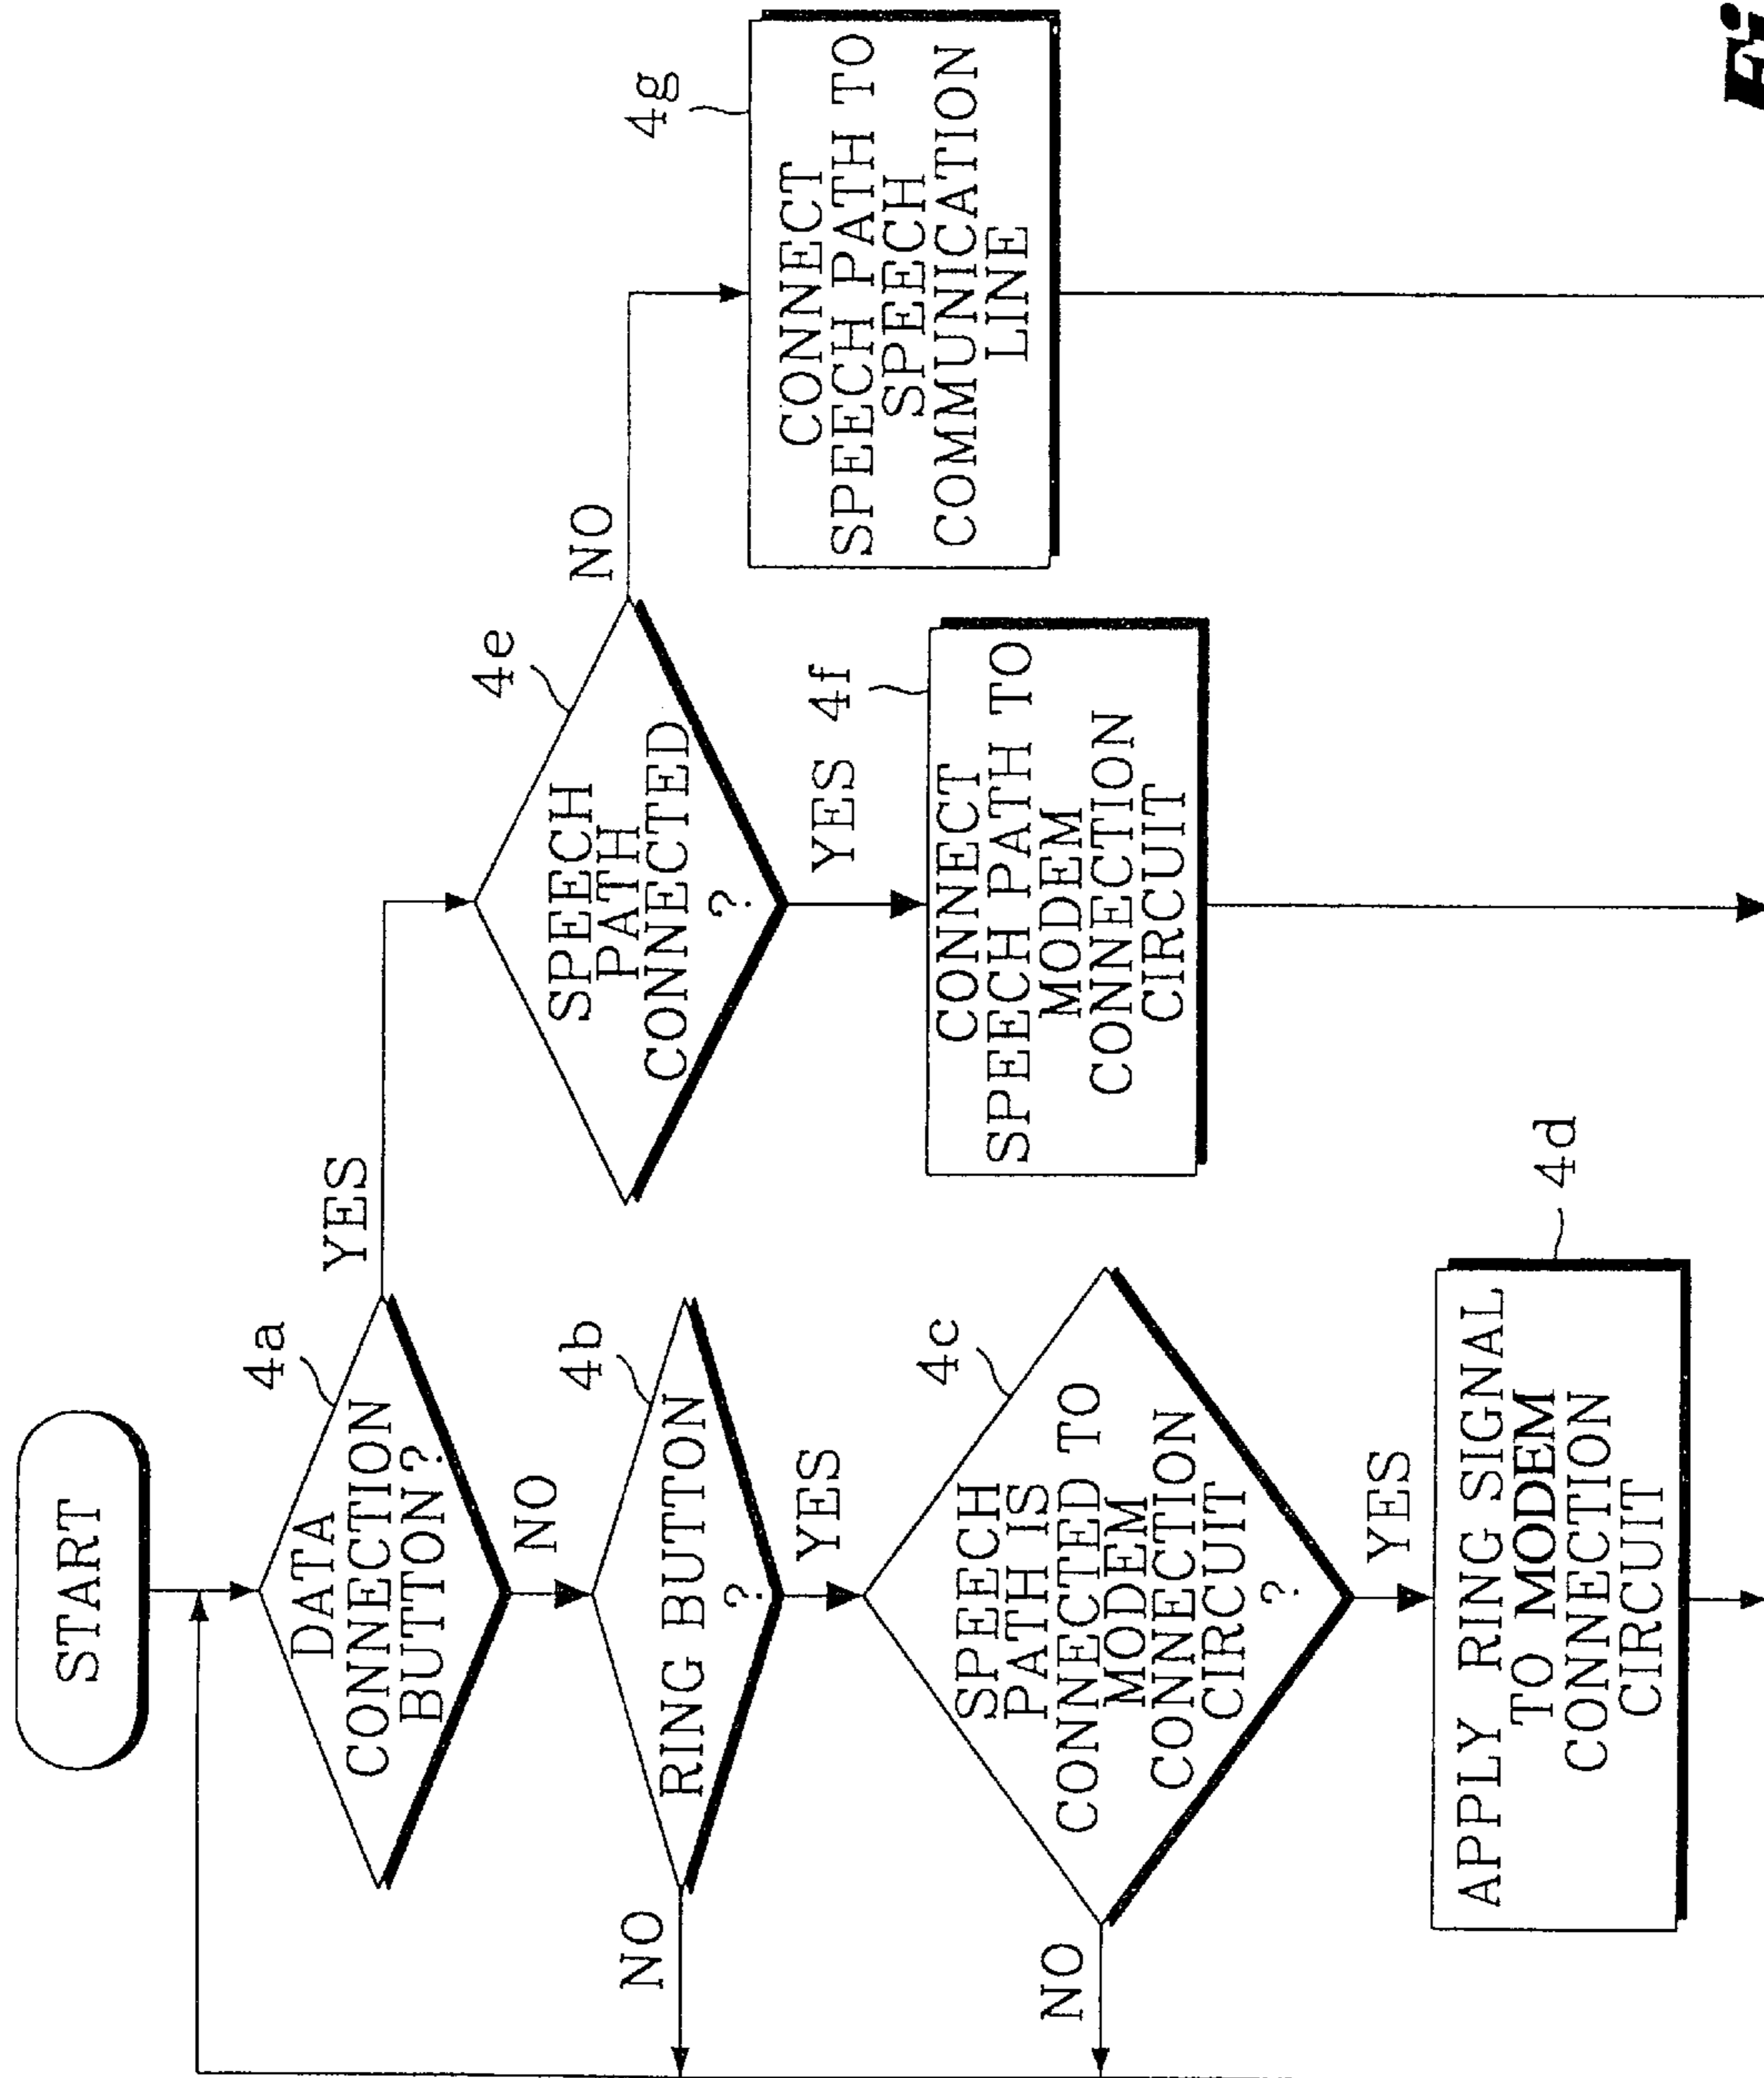 START
4a
DATA
CONNECTION
BUTTON?
YES
NO
4b
RING BUTTON
?
NO
YES
4c
SPEECH
PATH IS
CONNECTED TO
MODEM
CONNECTION
CIRCUIT
?
NO
YES
4d
APPLY RING SIGNAL
TO MODEM
CONNECTION
CIRCUIT
4e
SPEECH
PATH
CONNECTED
?
NO
YES
4f
CONNECT
SPEECH PATH TO
MODEM
CONNECTION
CIRCUIT
4g
CONNECT
SPEECH PATH TO
SPEECH
COMMUNICATION
LINE